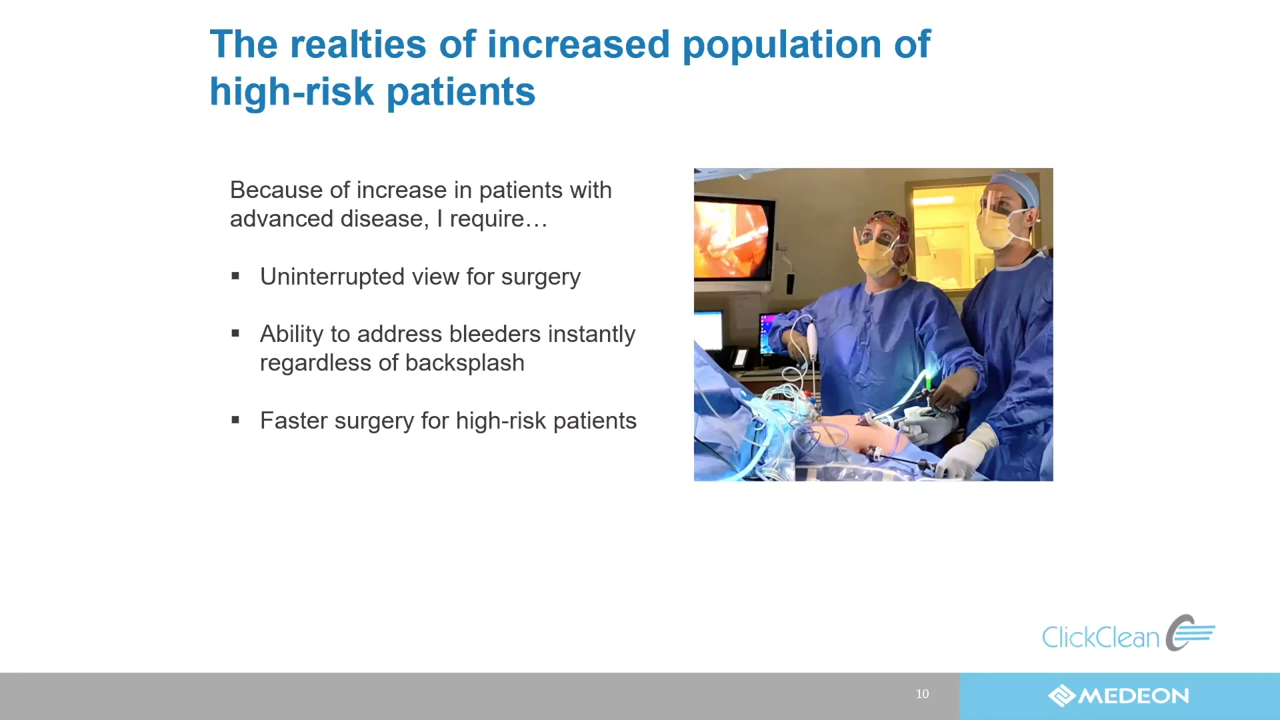 The realties of increased population of
high-risk patients
Because of increase in patients with
advanced disease, I require…
▪ Uninterrupted view for surgery
▪ Ability to address bleeders instantly
regardless of backsplash
▪ Faster surgery for high-risk patients
ClickClean
10
MEDEON